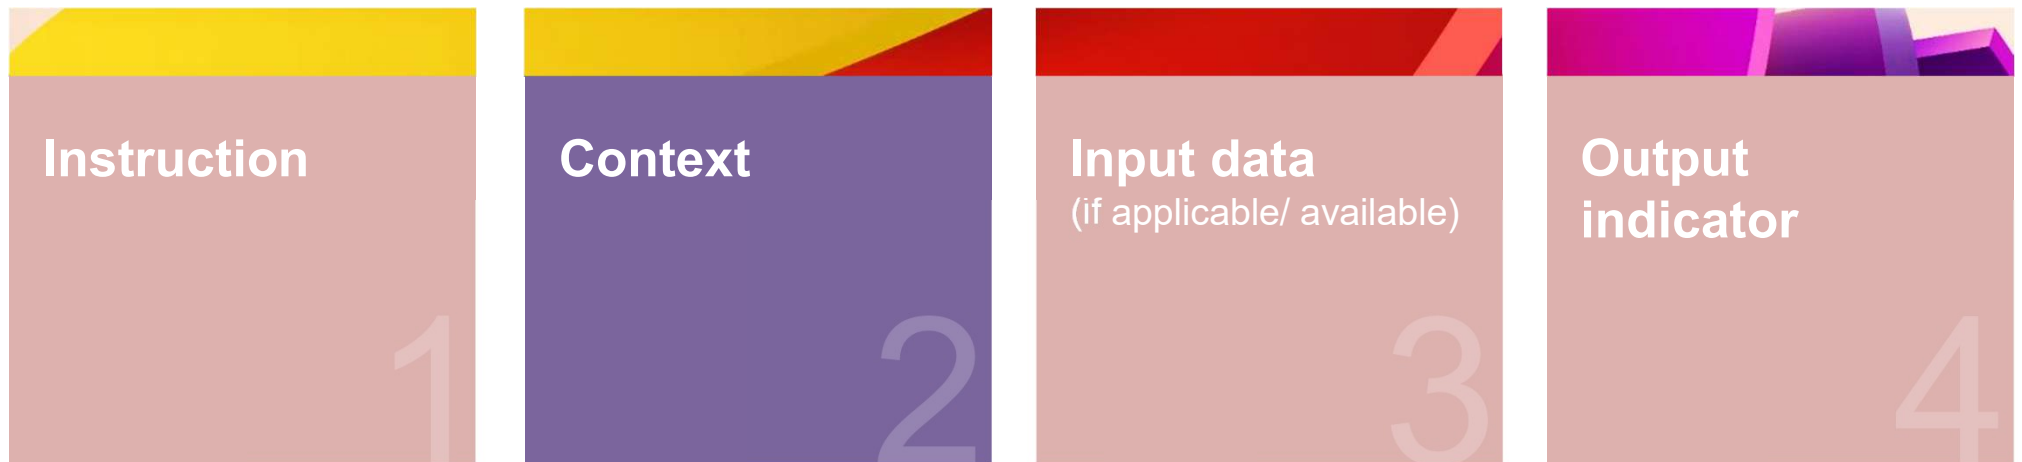 Instruction
1
Context
2
Input data
(if applicable/ available)
3
Output
indicator
4